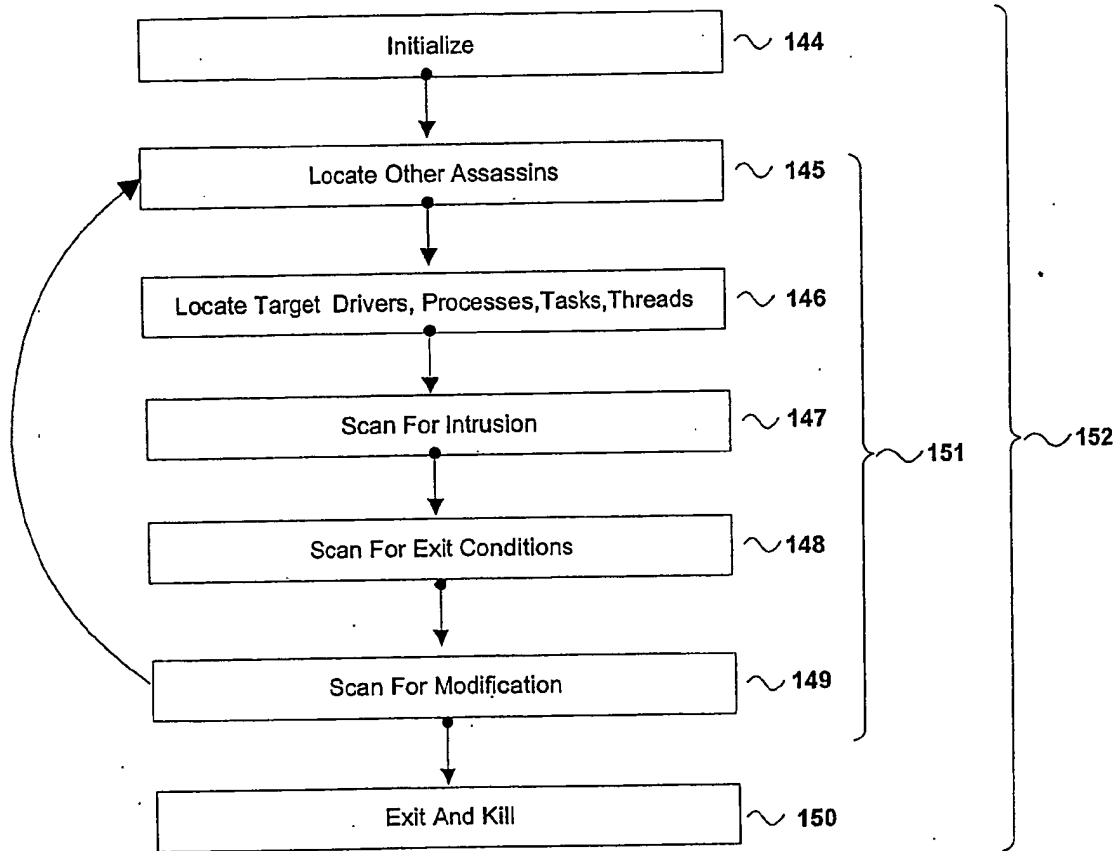 Initialize 144
Locate Other Assassins 145
Locate Target Drivers, Processes,Tasks,Threads 146
Scan For Intrusion 147
151
152
Scan For Exit Conditions 148
Scan For Modification 149
Exit And Kill 150